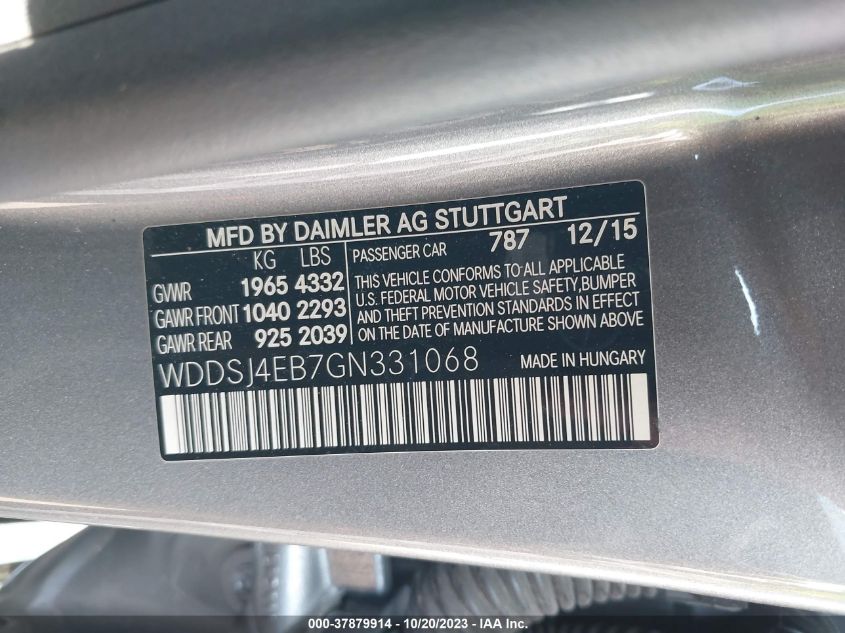 MFD BY DAIMLER AG STUTTGART
KG LBS
GVWR 1965 4332
GAWR FRONT 1040 2293
GAWR REAR 925 2039
PASSENGER CAR 787 12/15
THIS VEHICLE CONFORMS TO ALL APPLICABLE
U.S. FEDERAL MOTOR VEHICLE SAFETY,BUMPER
AND THEFT PREVENTION STANDARDS IN EFFECT
ON THE DATE OF MANUFACTURE SHOWN ABOVE
WDDSJ4EB7GN331068
MADE IN HUNGARY
000-37879914 - 10/20/2023 - IAA Inc.